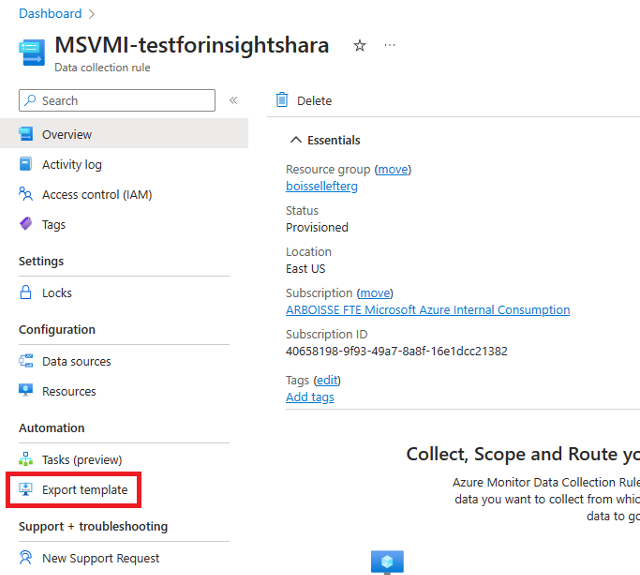 Dashboard
MSVMI-testforinsightshara
Data collection rule
Search
Delete
Overview
Activity log
Access control (IAM)
Tags
Settings
Locks
Configuration
Data sources
Resources
Automation
Tasks (preview)
Export template
Support + troubleshooting
New Support Request
Essentials
Resource group (move)
boissellefterg
Status
Provisioned
Location
East US
Subscription (move)
ARBOISSE FTE Microsoft Azure Internal Consumption
Subscription ID
40658198-9f93-49a7-8a8f-16e1dcc21382
Tags (edit)
Add tags
Collect, Scope and Route yo
Azure Monitor Data Collection Rule
data you want to collect from whic
data to go